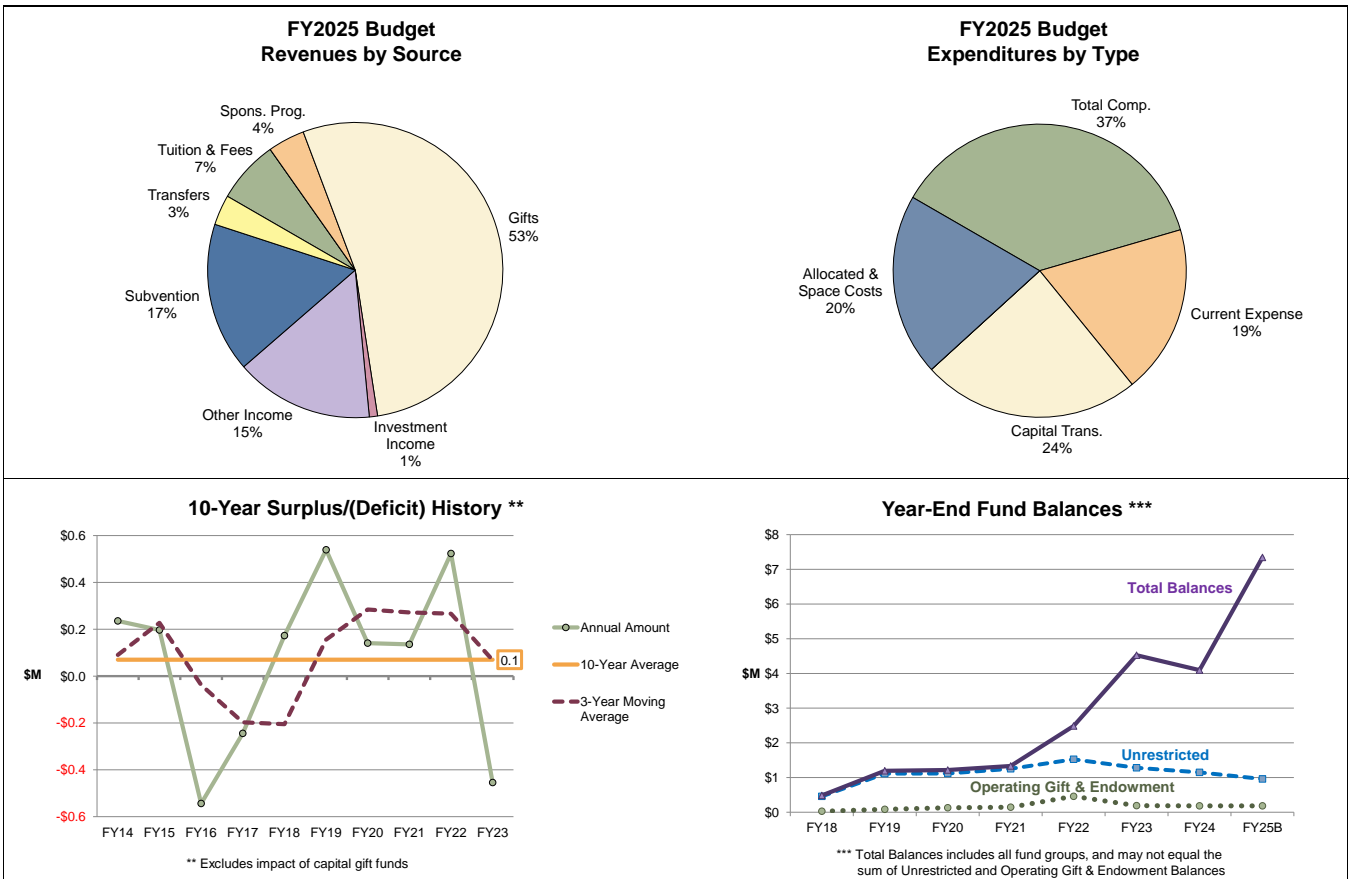 FY2025 Budget
Revenues by Source
Spons. Prog.
4%
Tuition & Fees
7%
Transfers
3%
Subvention
17%
Other Income
15%
Investment
Income
1%
Gifts
53%
FY2025 Budget
Expenditures by Type
Total Comp.
37%
Allocated &
Space Costs
20%
Current Expense
19%
Capital Trans.
24%
10-Year Surplus/(Deficit) History **
$0.6
$0.4
$0.2
$M
$0.0
-$0.2
-$0.4
-$0.6
0.1
FY14 FY15 FY16 FY17 FY18 FY19 FY20 FY21 FY22 FY23
Annual Amount
10-Year Average
3-Year Moving
Average
** Excludes impact of capital gift funds
Year-End Fund Balances ***
$8
$7
$6
$5
$M
$4
$3
$2
$1
$0
Total Balances
Unrestricted
Operating Gift & Endowment
FY18 FY19 FY20 FY21 FY22 FY23 FY24 FY25B
*** Total Balances includes all fund groups, and may not equal the
sum of Unrestricted and Operating Gift & Endowment Balances